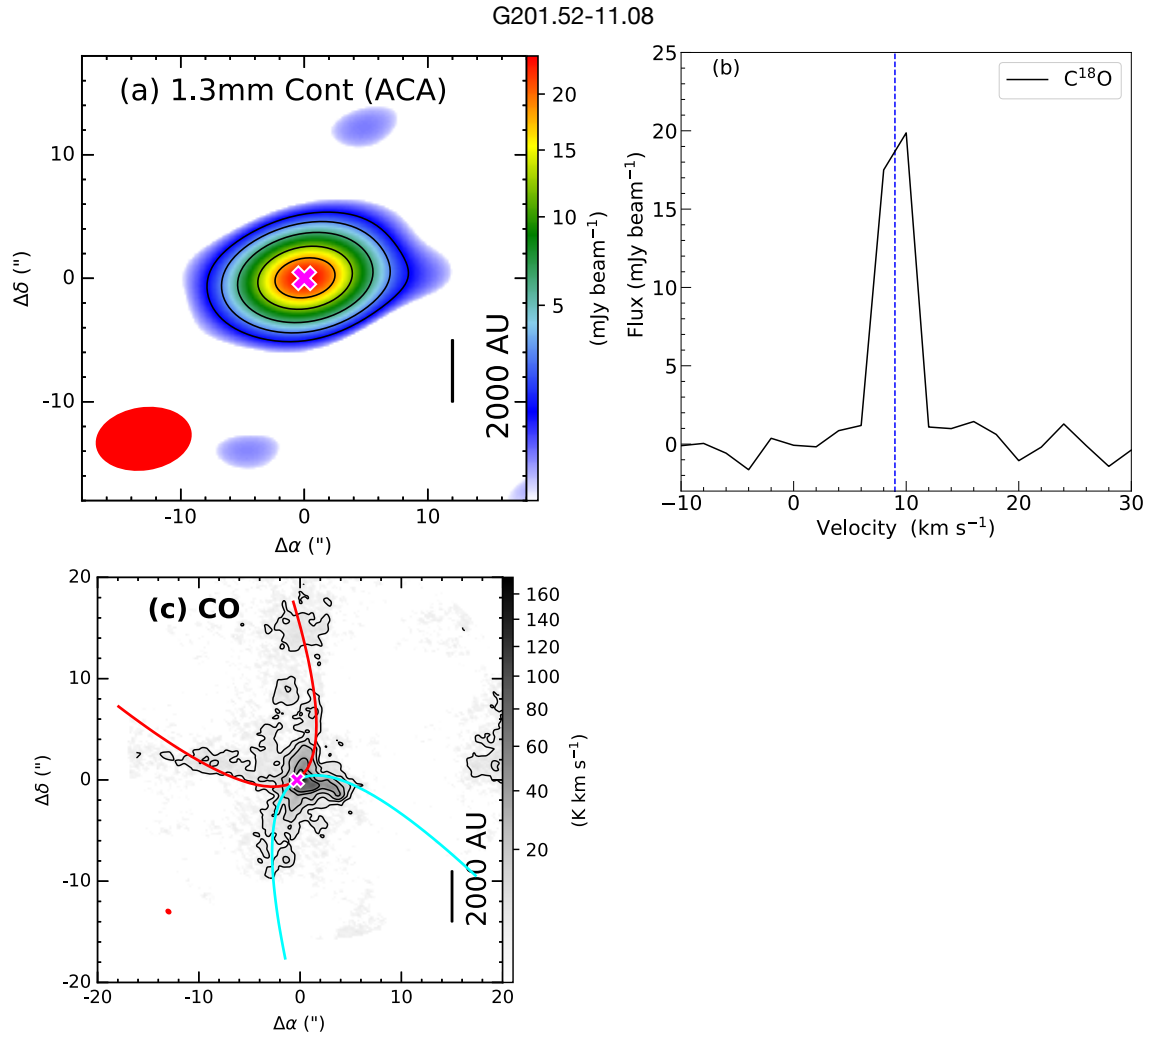 G201.52-11.08
(a) 1.3mm Cont (ACA)
10
0
-10
Δδ (")
-10
0
10
Δα (")
2000 AU
20
15
10
5
(mJy beam⁻¹)
(b)
C¹⁸O
25
20
15
10
5
0
Flux (mJy beam⁻¹)
−10
0
10
20
30
Velocity (km s⁻¹)
(c) CO
20
10
0
-10
-20
Δδ (")
-20
-10
0
10
20
Δα (")
2000 AU
160
140
120
100
80
60
40
20
(K km s⁻¹)